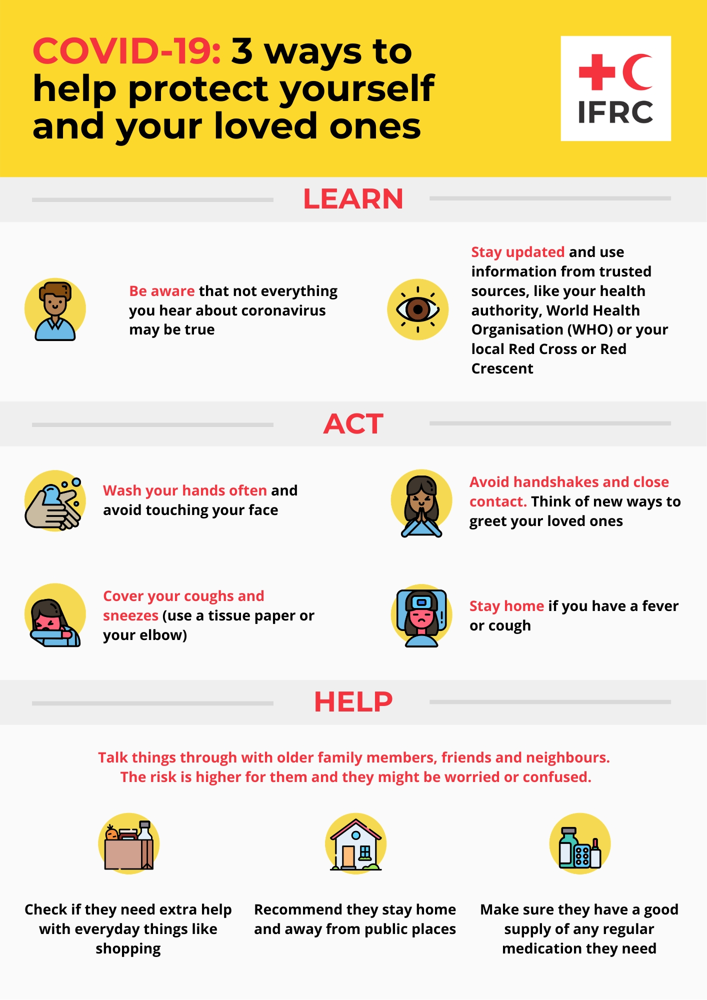 COVID-19: 3 ways to
help protect yourself
and your loved ones
IFRC
LEARN
Be aware that not everything
you hear about coronavirus
may be true
Stay updated and use
information from trusted
sources, like your health
authority, World Health
Organisation (WHO) or your
local Red Cross or Red
Crescent
ACT
Wash your hands often and
avoid touching your face
Avoid handshakes and close
contact. Think of new ways to
greet your loved ones
Cover your coughs and
sneezes (use a tissue paper or
your elbow)
Stay home if you have a fever
or cough
HELP
Talk things through with older family members, friends and neighbours.
The risk is higher for them and they might be worried or confused.
Check if they need extra help
with everyday things like
shopping
Recommend they stay home
and away from public places
Make sure they have a good
supply of any regular
medication they need